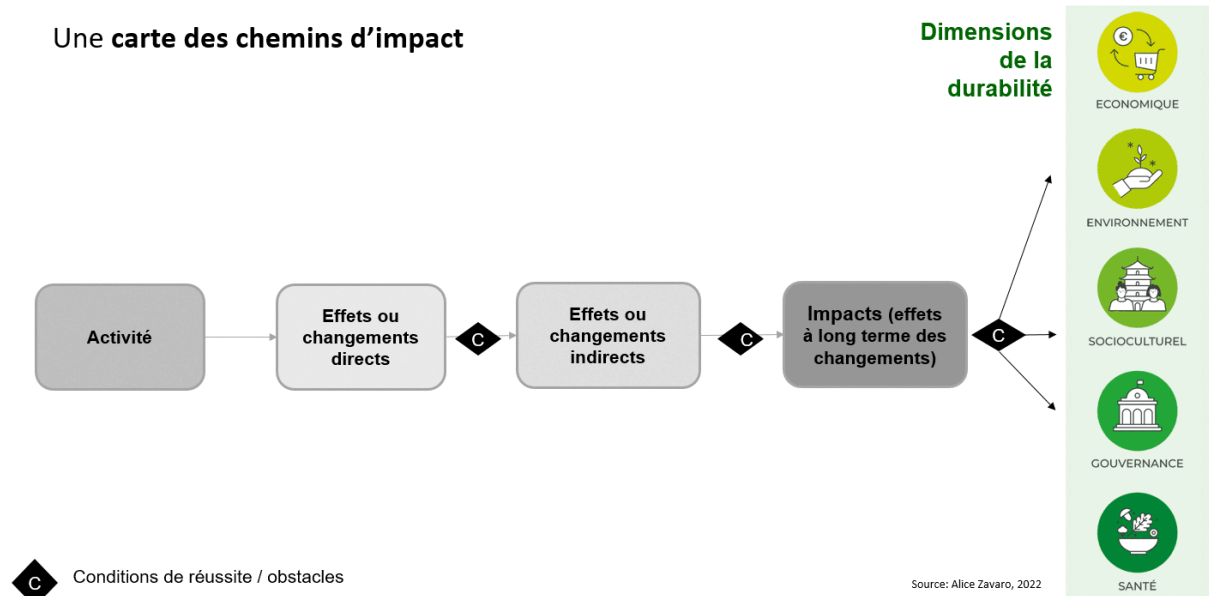 Une carte des chemins d’impact
Dimensions
de la
durabilité
€
ECONOMIQUE
ENVIRONNEMENT
SOCIOCULTUREL
GOUVERNANCE
SANTÉ
Activité
Effets ou
changements
directs
C
Effets ou
changements
indirects
C
Impacts (effets
à long terme des
changements)
C
C Conditions de réussite / obstacles
Source: Alice Zavaro, 2022